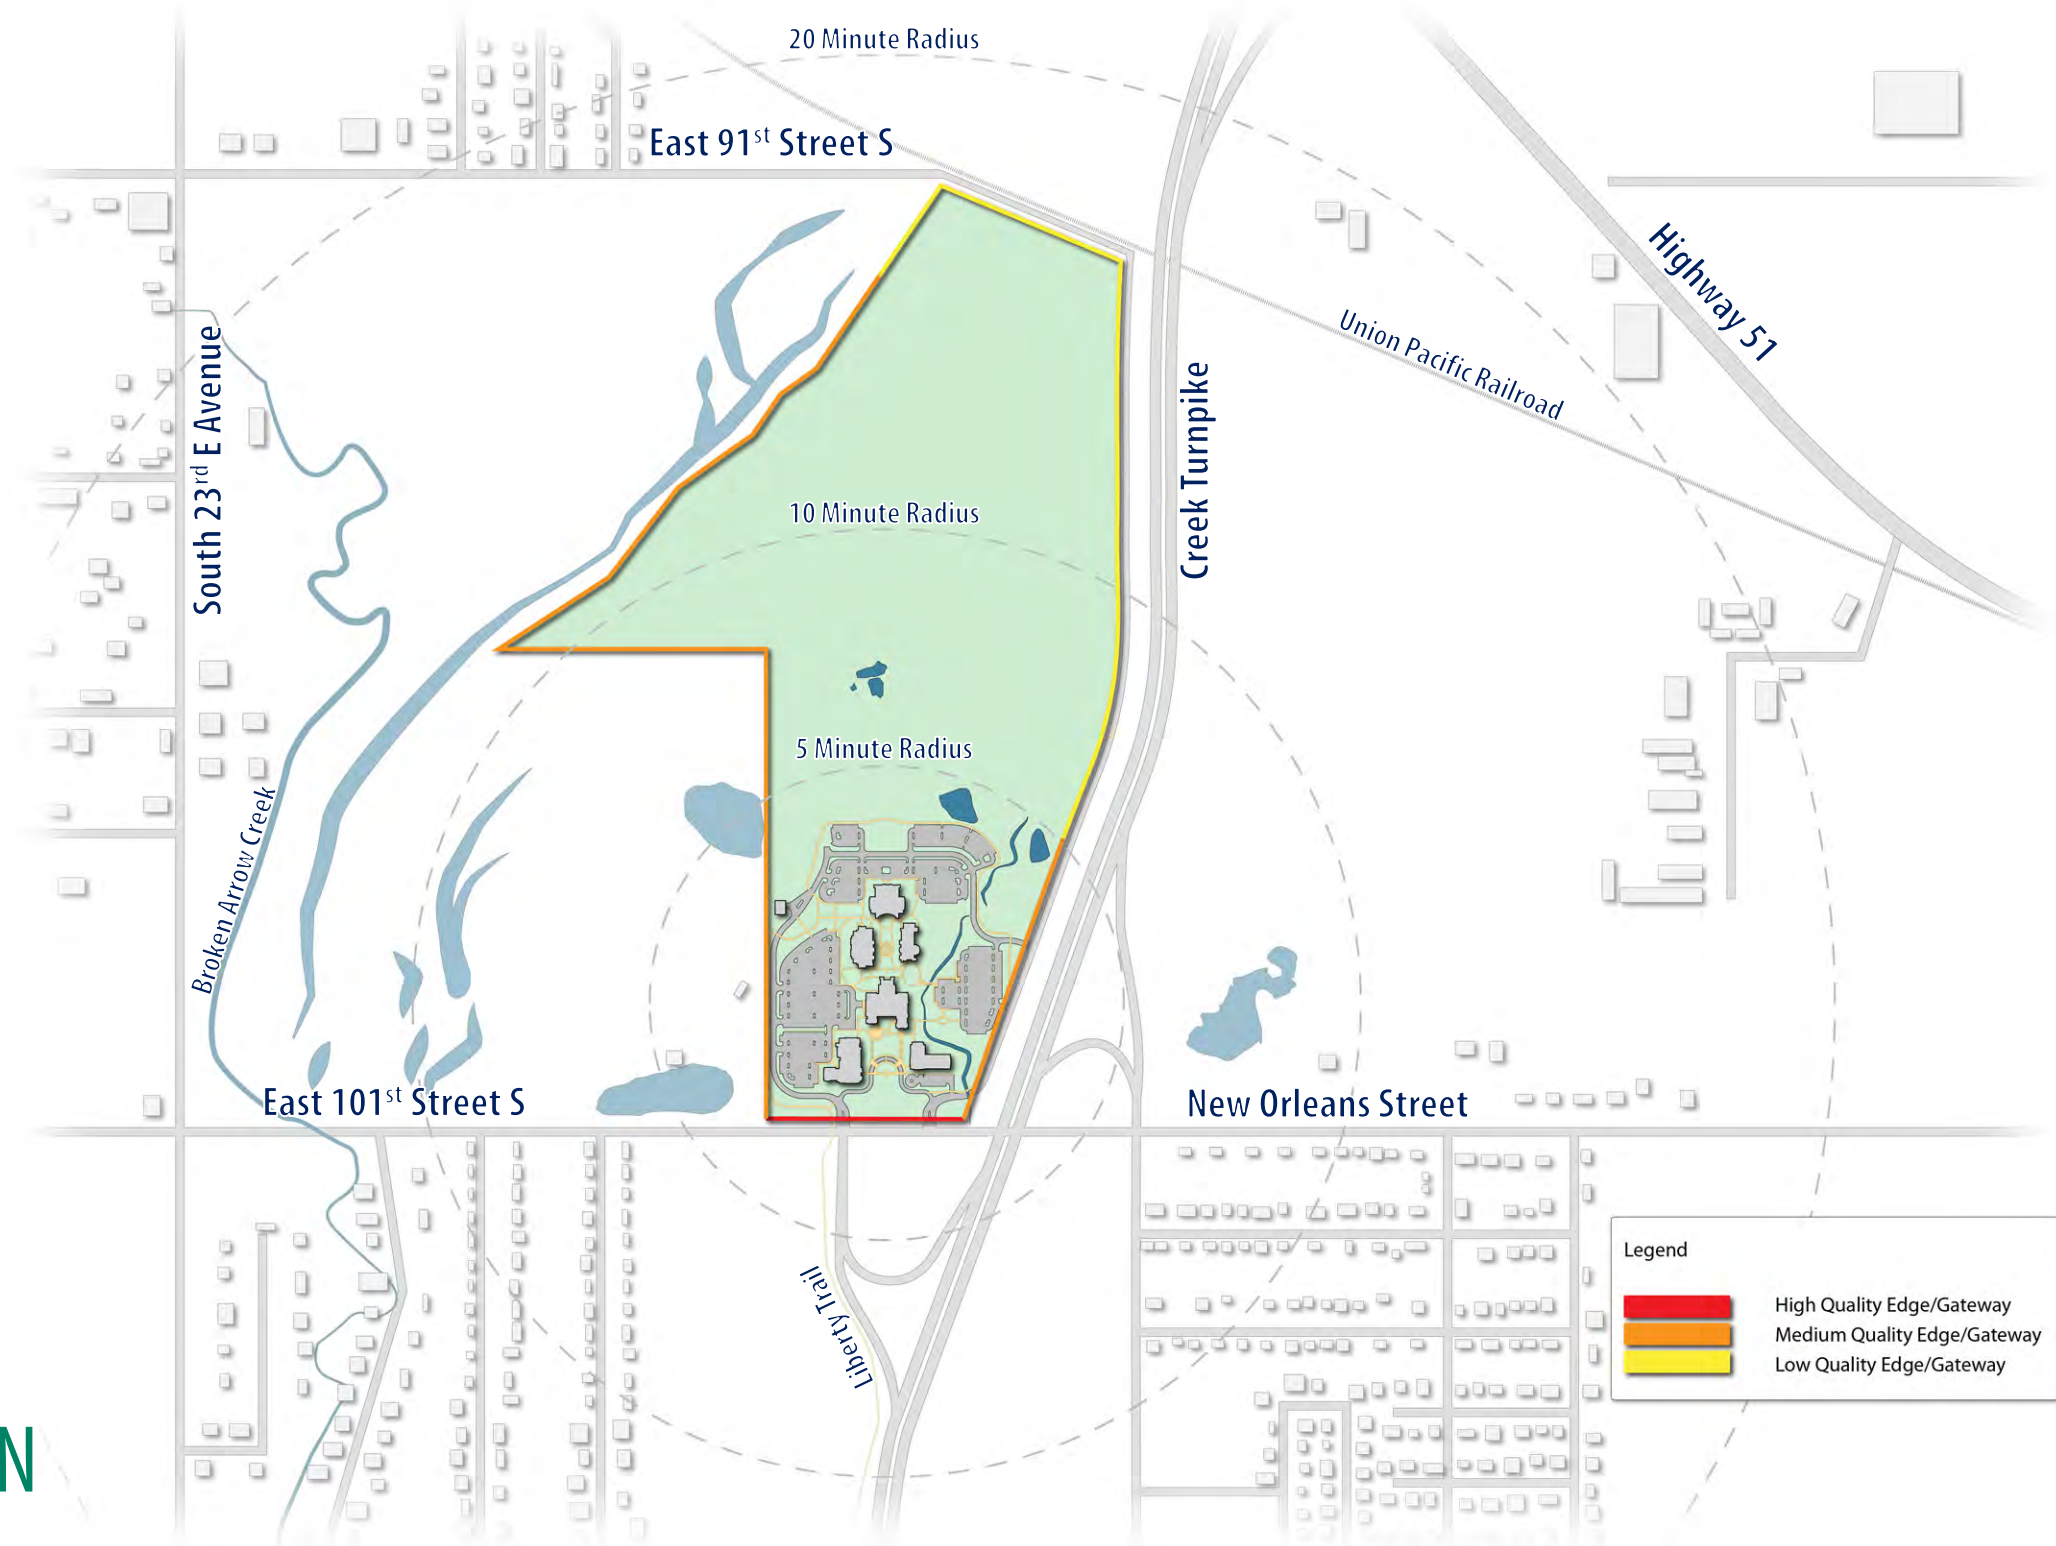 20 Minute Radius
East 91st Street S
Highway 51
Union Pacific Railroad
South 23rd E Avenue
Creek Turnpike
10 Minute Radius
5 Minute Radius
Broken Arrow Creek
East 101st Street S
New Orleans Street
Liberty Trail
Legend
High Quality Edge/Gateway
Medium Quality Edge/Gateway
Low Quality Edge/Gateway
N